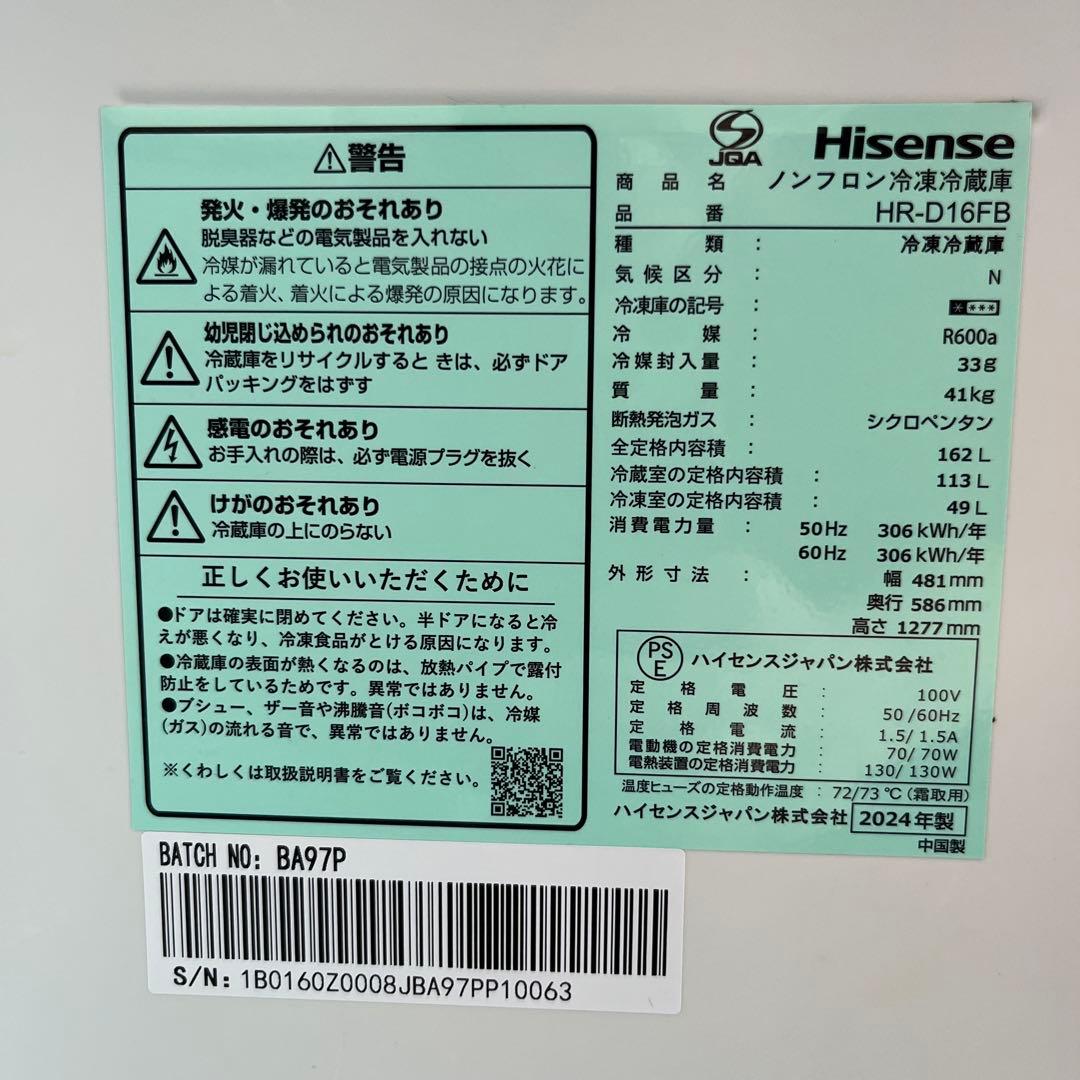 ⚠警告
発火・爆発のおそれあり
脱臭器などの電気製品を入れない
冷媒が漏れていると電気製品の接点の火花に
よる着火、着火による爆発の原因になります。
幼児閉じ込められのおそれあり
冷蔵庫をリサイクルすると きは、必ずドア
パッキングをはずす
感電のおそれあり
お手入れの際は、必ず電源プラグを抜く
けがのおそれあり
冷蔵庫の上にのらない
正しくお使いいただくために
●ドアは確実に閉めてください。半ドアになると冷
えが悪くなり、冷凍食品がとける原因になります。
●冷蔵庫の表面が熱くなるのは、放熱パイプで露付
防止をしているためです。異常ではありません。
●ブシュー、ザー音や沸騰音(ボコボコ)は、冷媒
(ガス)の流れる音で、異常ではありません。
※くわしくは取扱説明書をご覧ください。
JQA Hisense
商品名 ノンフロン冷凍冷蔵庫
品番 HR-D16FB
種類 : 冷凍冷蔵庫
気候区分 : N
冷凍庫の記号 : ****
冷媒 : R600a
冷媒封入量 : 33g
質量 : 41kg
断熱発泡ガス : シクロペンタン
全定格内容積 : 162 L
冷蔵室の定格内容積 : 113 L
冷凍室の定格内容積 : 49 L
消費電力量 : 50Hz 306 kWh/年
60Hz 306 kWh/年
外形寸法 : 幅 481mm
奥行 586mm
高さ 1277mm
PSE ハイセンスジャパン株式会社
定格電圧 : 100V
定格周波数 : 50/60Hz
定格電流 : 1.5/ 1.5A
電動機の定格消費電力 : 70/ 70W
電熱装置の定格消費電力 : 130/ 130W
温度ヒューズの定格動作温度 : 72/73 ℃ (霜取用)
ハイセンスジャパン株式会社 2024年製
中国製
BATCH NO: BA97P
S/N: 1B0160Z0008JBA97PP10063